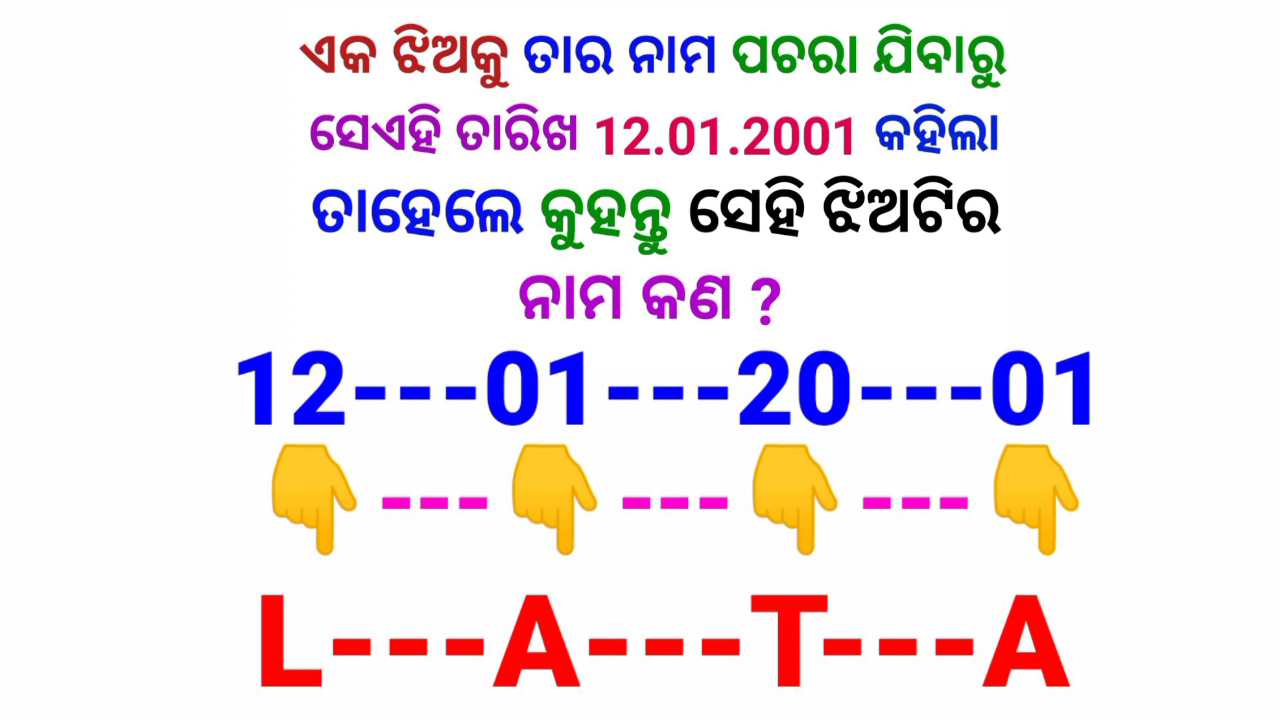 ଏକ ଝିଅକୁ ତାର ନାମ ପଚରା ଯିବାରୁ
ସେଏହି ତାରିଖ 12.01.2001 କହିଲା
ତାହେଲେ କୁହନ୍ତୁ ସେହି ଝିଅଟିର
ନାମ କଣ ?
12---01---20---01
--- --- ---
L---A---T---A